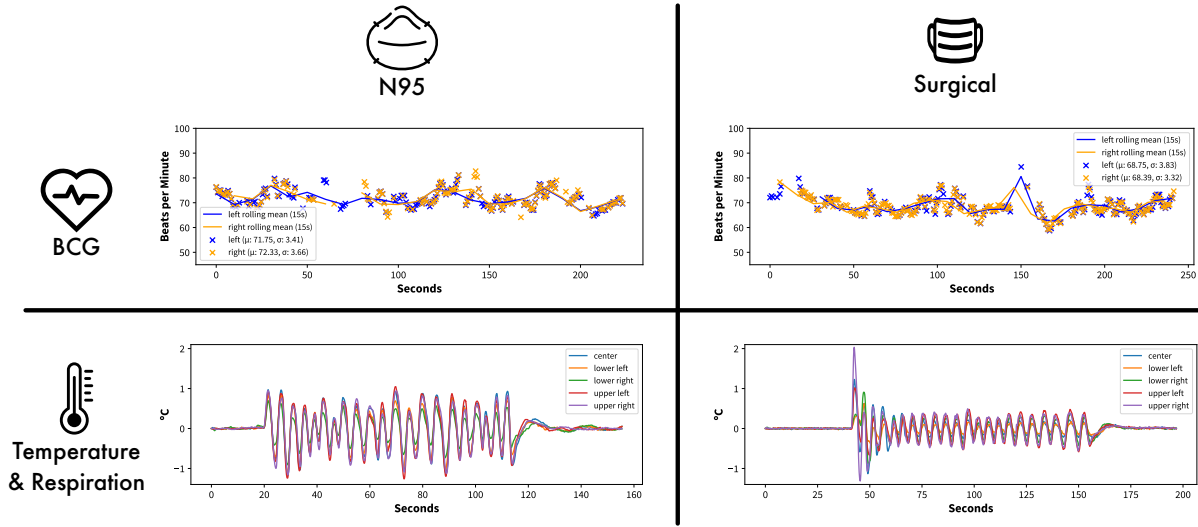 N95
Surgical
BCG
Beats per Minute
100
90
80
70
60
50
left rolling mean (15s)
right rolling mean (15s)
left (μ: 71.75, σ: 3.41)
right (μ: 72.33, σ: 3.66)
0 50 100 150 200
Seconds
Beats per Minute
100
90
80
70
60
50
left rolling mean (15s)
right rolling mean (15s)
left (μ: 68.75, σ: 3.83)
right (μ: 68.39, σ: 3.32)
0 50 100 150 200 250
Seconds
Temperature
& Respiration
°C
2
1
0
−1
center
lower left
lower right
upper left
upper right
0 20 40 60 80 100 120 140 160
Seconds
°C
2
1
0
−1
center
lower left
lower right
upper left
upper right
0 25 50 75 100 125 150 175 200
Seconds